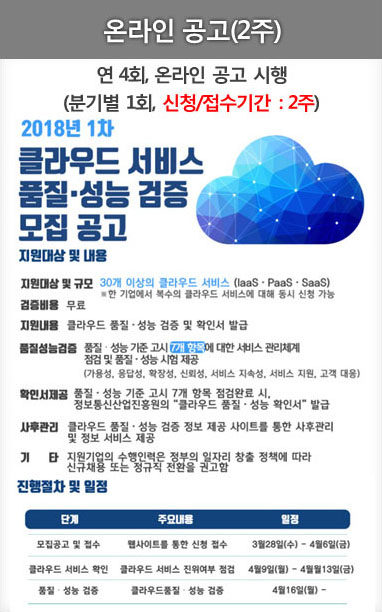 온라인 공고(2주)
연 4회, 온라인 공고 시행
(분기별 1회, 신청/접수기간 : 2주)
2018년 1차
클라우드 서비스
품질·성능 검증
모집 공고
지원대상 및 내용
지원대상 및 규모 30개 이상의 클라우드 서비스 (IaaS·PaaS·SaaS)
※한 기업에서 복수의 클라우드 서비스에 대해 동시 신청 가능
검증비용 무료
지원내용 클라우드 품질·성능 검증 및 확인서 발급
품질성능검증 품질·성능 기준 고시 7개 항목에 대한 서비스 관리체계
점검 및 품질·성능 시험 제공
(가용성, 응답성, 확장성, 신뢰성, 서비스 지속성, 서비스 지원, 고객 대응)
확인서제공 품질·성능 기준 고시 7개 항목 점검완료 시,
정보통신산업진흥원의 “클라우드 품질·성능 확인서” 발급
사후관리 클라우드 품질·성능 검증 정보 제공 사이트를 통한 사후관리
및 정보 서비스 제공
기 타 지원기업의 수행인력은 정부의 일자리 창출 정책에 따라
신규채용 또는 정규직 전환을 권고함
진행절차 및 일정
단계 주요내용 일정
모집공고 및 접수 웹사이트를 통한 신청 접수 3월28일(수) - 4월6일(금)
클라우드 서비스 확인 클라우드 서비스 진위여부 점검 4월9일(월) - 4월월13일(금)
품질·성능 검증 클라우드품질·성능 검증 4월16일(월) -